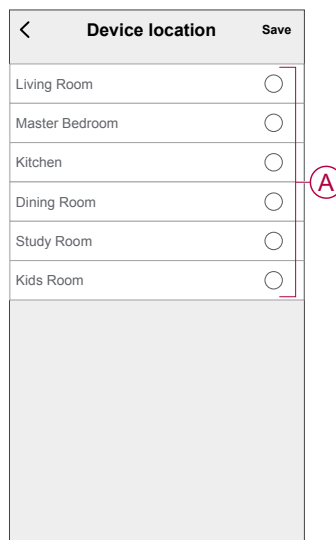 Device location Save
Living Room
Master Bedroom
Kitchen
A
Dining Room
Study Room
Kids Room